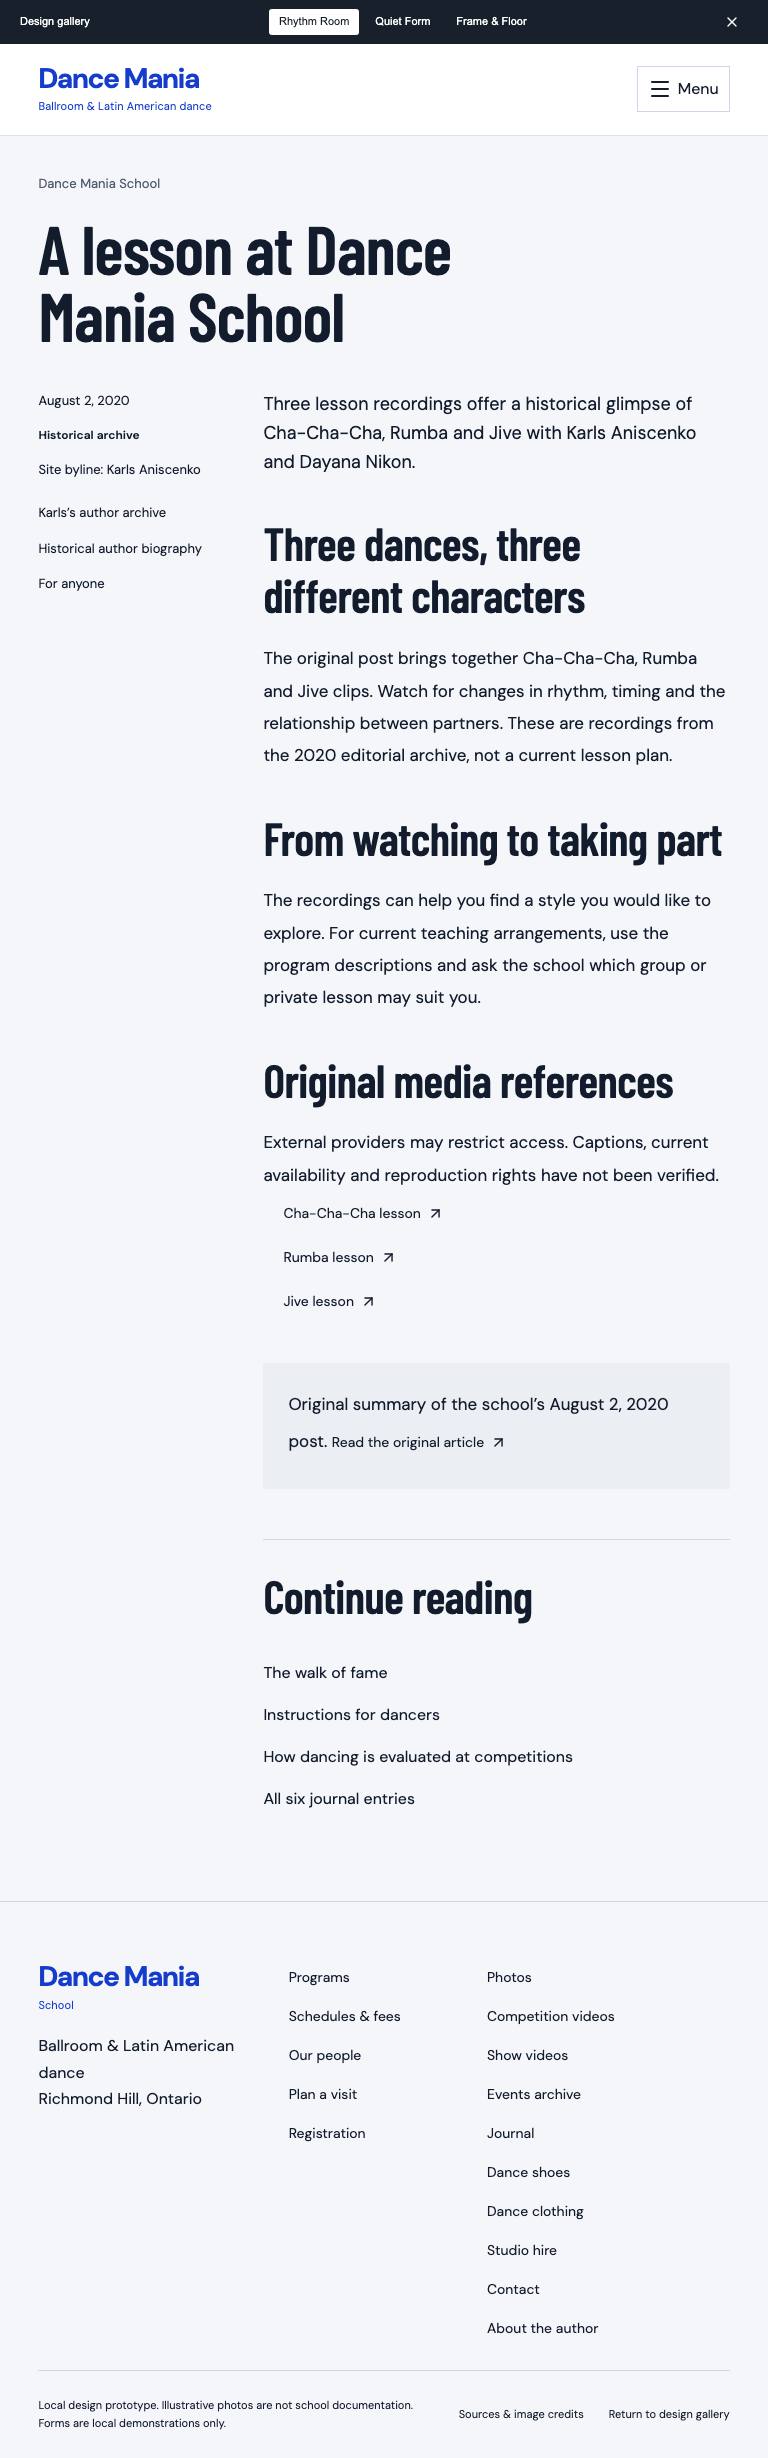 Design gallery
Rhythm Room
Quiet Form
Frame & Floor
Dance Mania
Ballroom & Latin American dance
Menu
Dance Mania School
A lesson at Dance
Mania School
August 2, 2020
Historical archive
Site byline: Karls Aniscenko
Karls’s author archive
Historical author biography
For anyone
Three lesson recordings offer a historical glimpse of
Cha-Cha-Cha, Rumba and Jive with Karls Aniscenko
and Dayana Nikon.
Three dances, three
different characters
The original post brings together Cha-Cha-Cha, Rumba
and Jive clips. Watch for changes in rhythm, timing and the
relationship between partners. These are recordings from
the 2020 editorial archive, not a current lesson plan.
From watching to taking part
The recordings can help you find a style you would like to
explore. For current teaching arrangements, use the
program descriptions and ask the school which group or
private lesson may suit you.
Original media references
External providers may restrict access. Captions, current
availability and reproduction rights have not been verified.
Cha-Cha-Cha lesson
Rumba lesson
Jive lesson
Original summary of the school’s August 2, 2020
post. Read the original article
Continue reading
The walk of fame
Instructions for dancers
How dancing is evaluated at competitions
All six journal entries
Dance Mania
School
Ballroom & Latin American
dance
Richmond Hill, Ontario
Programs
Schedules & fees
Our people
Plan a visit
Registration
Photos
Competition videos
Show videos
Events archive
Journal
Dance shoes
Dance clothing
Studio hire
Contact
About the author
Local design prototype. Illustrative photos are not school documentation.
Forms are local demonstrations only.
Sources & image credits
Return to design gallery